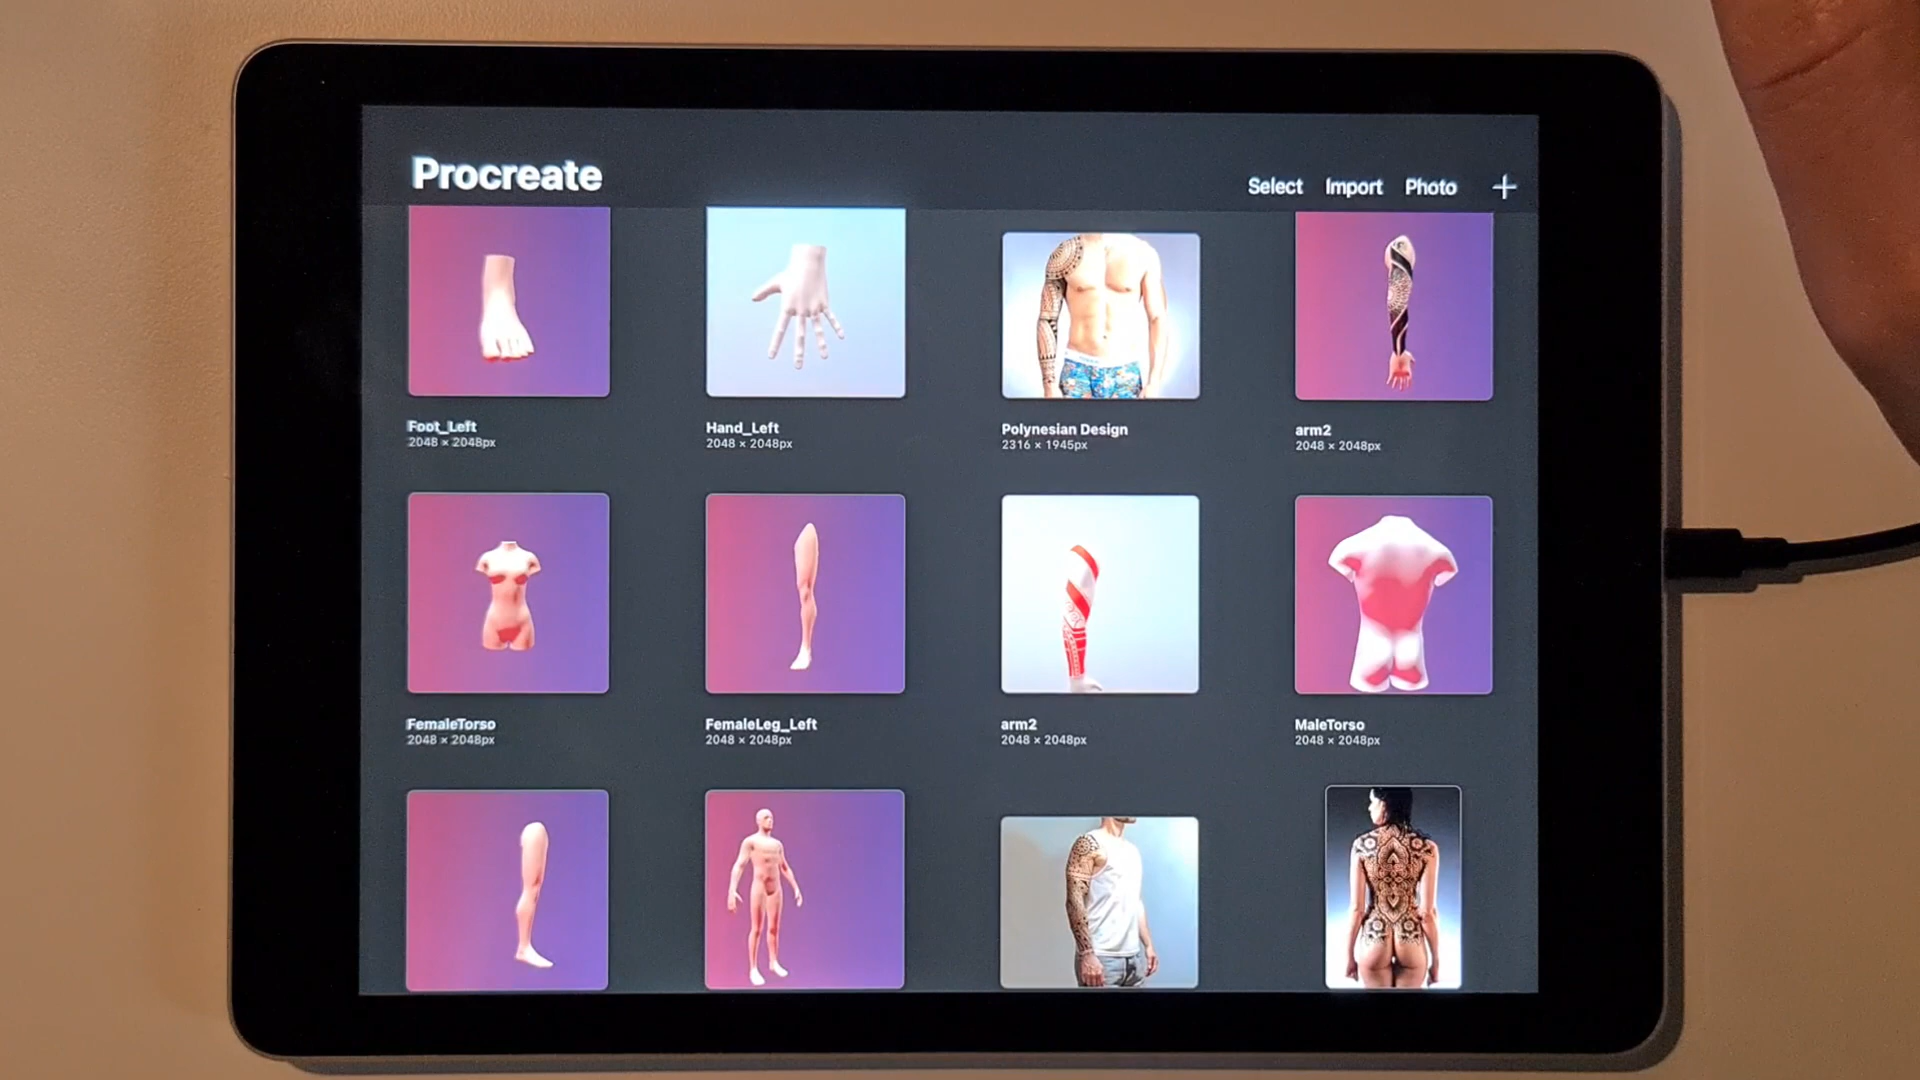 Procreate
Select Import Photo +
Foot_Left
2048 × 2048px
Hand_Left
2048 × 2048px
Polynesian Design
2316 × 1945px
arm2
2048 × 2048px
FemaleTorso
2048 × 2048px
FemaleLeg_Left
2048 × 2048px
arm2
2048 × 2048px
MaleTorso
2048 × 2048px